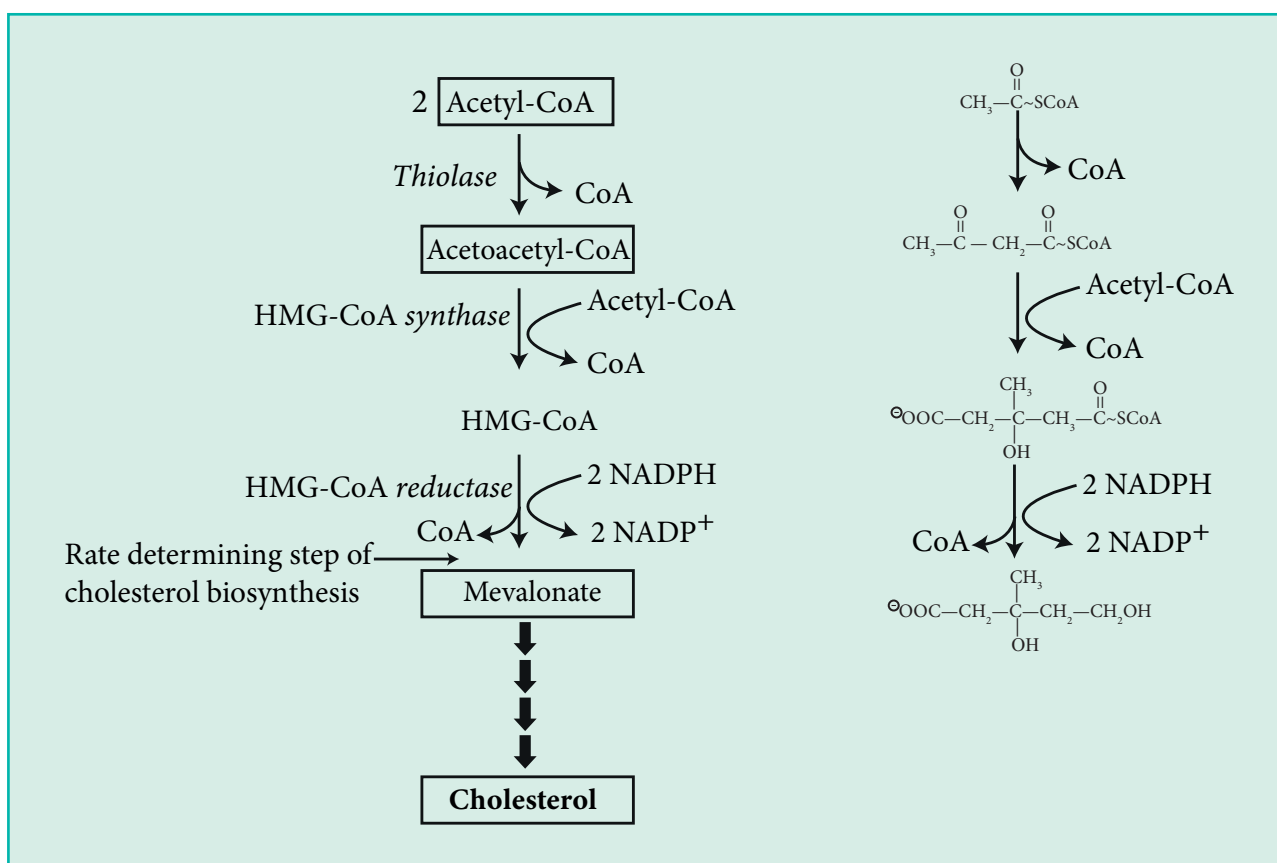 2 Acetyl-CoA
Thiolase
CoA
Acetoacetyl-CoA
HMG-CoA synthase
Acetyl-CoA
CoA
HMG-CoA
HMG-CoA reductase
2 NADPH
CoA
2 NADP⁺
Rate determining step of
cholesterol biosynthesis
Mevalonate
Cholesterol
O
CH₃—C~SCoA
CoA
O O
CH₃—C—CH₂—C~SCoA
Acetyl-CoA
CoA
CH₃ O
⊖OOC—CH₂—C—CH₃—C~SCoA
OH
2 NADPH
CoA
2 NADP⁺
CH₃
⊖OOC—CH₂—C—CH₂—CH₂OH
OH